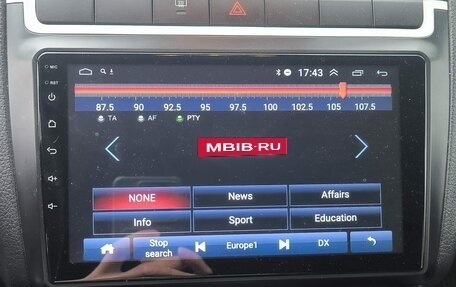 MIC
RST
17:43
87.5 90 92.5 95 97.5 100 102.5 105 107.5
TA AF PTY
MBIB-RU
NONE News Affairs
Info Sport Education
Stop search Europe1 DX